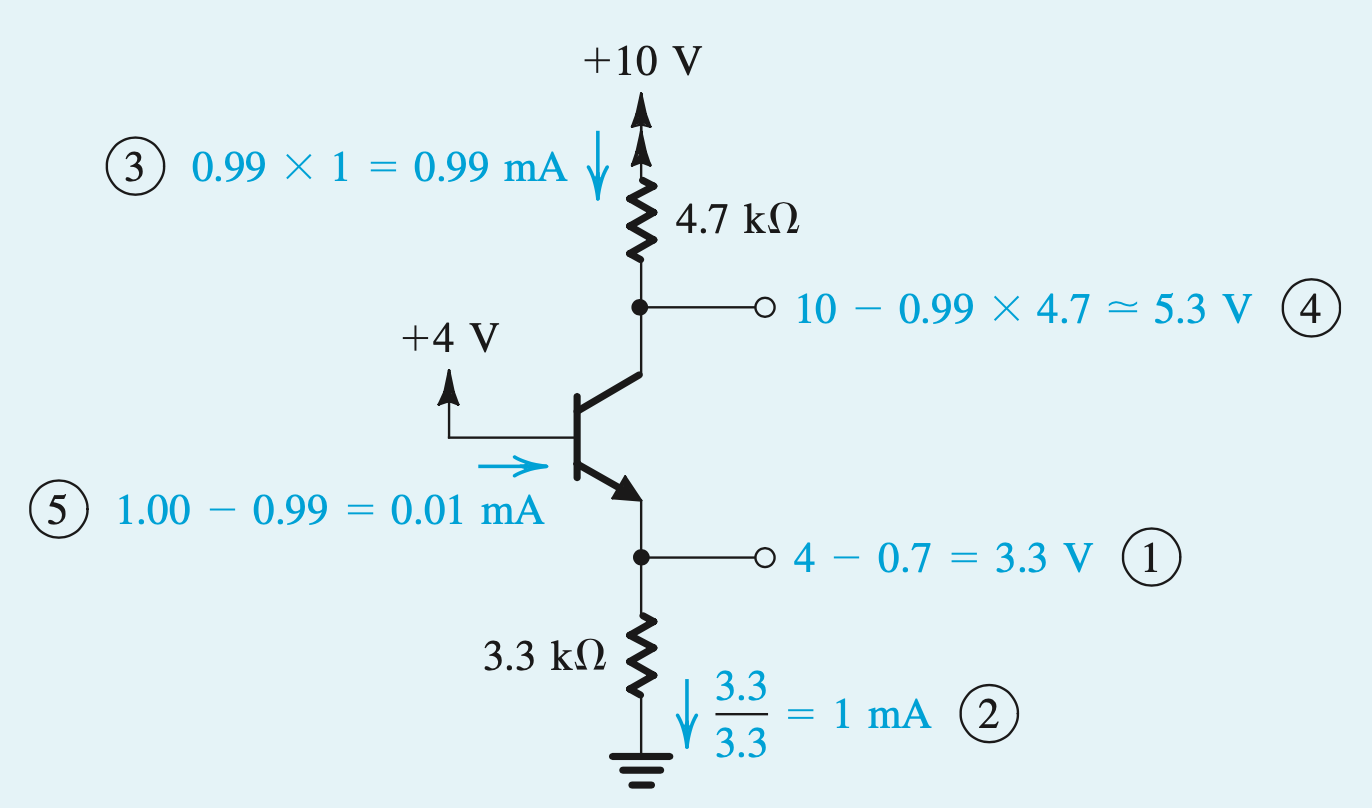 +10 V
③ 0.99 × 1 = 0.99 mA
4.7 kΩ
10 − 0.99 × 4.7 ≃ 5.3 V ④
+4 V
⑤ 1.00 − 0.99 = 0.01 mA
4 − 0.7 = 3.3 V ①
3.3 kΩ
3.3
3.3
= 1 mA ②